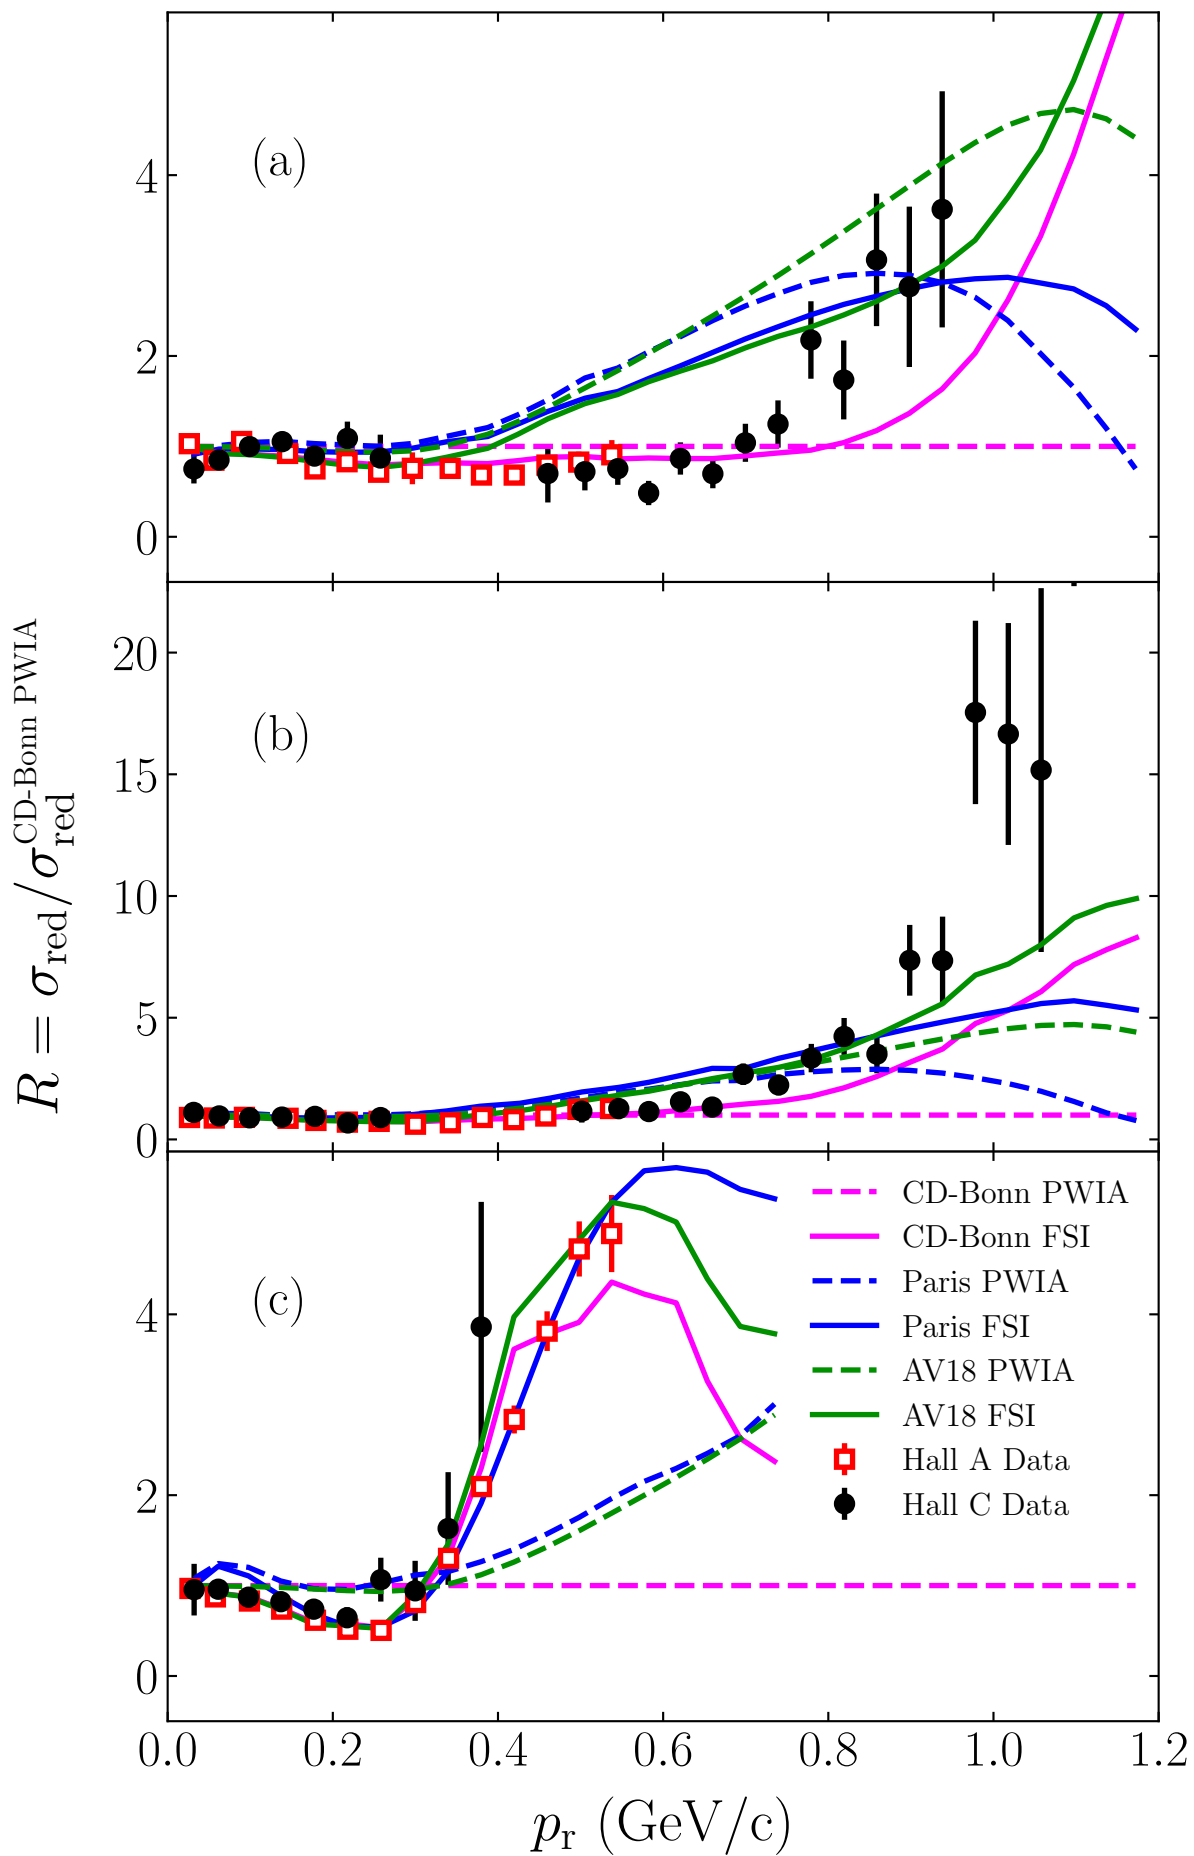 (a)
4
2
0
R = σred/σred^CD-Bonn PWIA
(b)
20
15
10
5
0
(c)
4
2
0
CD-Bonn PWIA
CD-Bonn FSI
Paris PWIA
Paris FSI
AV18 PWIA
AV18 FSI
Hall A Data
Hall C Data
0.0 0.2 0.4 0.6 0.8 1.0 1.2
pr (GeV/c)